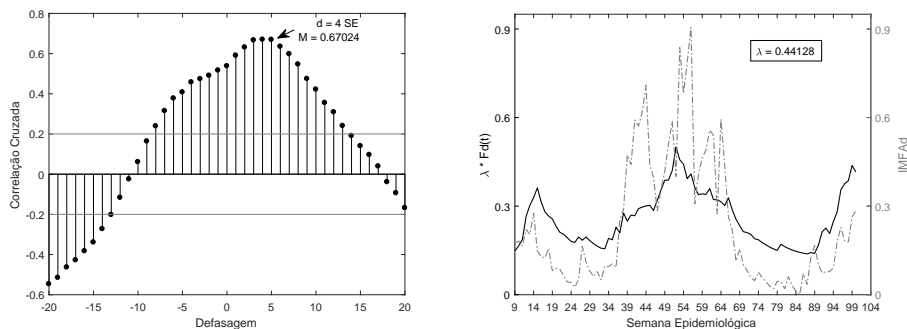 d = 4 SE
M = 0.67024
0.8
0.6
0.4
0.2
0
-0.2
-0.4
-0.6
Correlação Cruzada
-20 -15 -10 -5 0 5 10 15 20
Defasagem
0.9
0.6
0.3
0
λ * Fd(t)
λ = 0.44128
0.9
0.6
0.3
0
IMFAd
9 14 19 24 29 34 39 44 49 54 59 64 69 74 79 84 89 94 99 104
Semana Epidemiológica